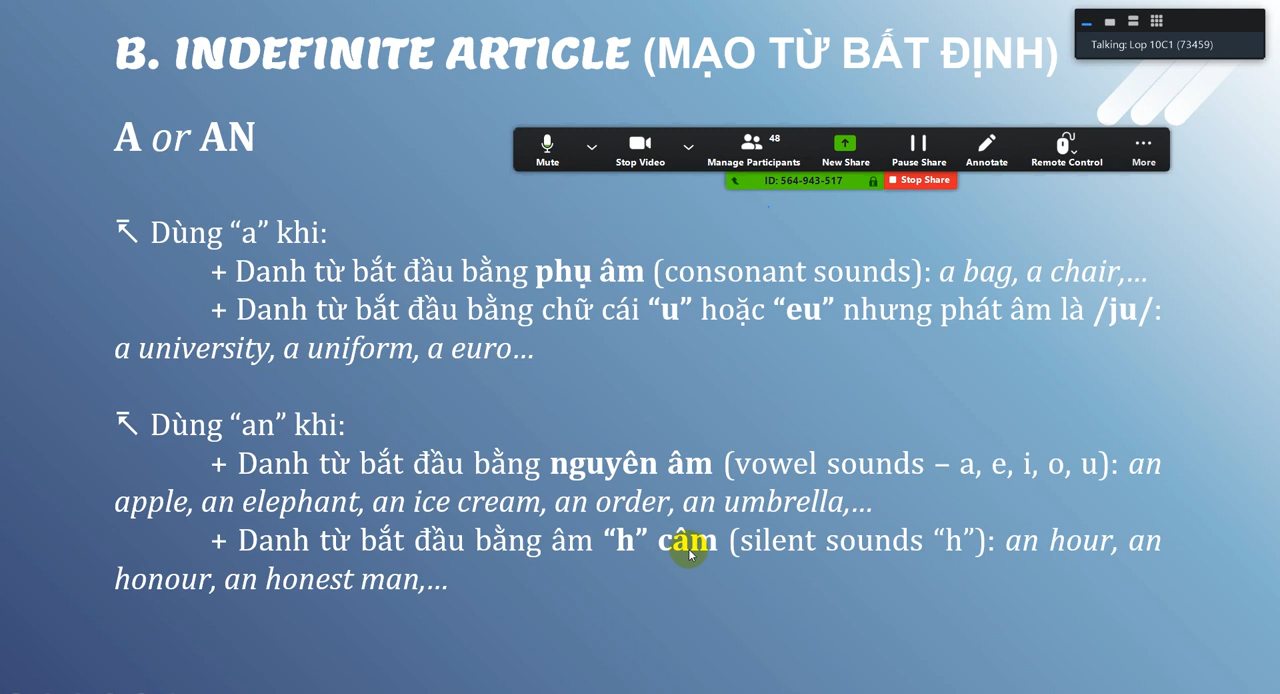 B. INDEFINITE ARTICLE (MẠO TỪ BẤT ĐỊNH)
Talking: Lop 10C1 (73459)
A or AN
48
Mute
Stop Video
Manage Participants
New Share
Pause Share
Annotate
Remote Control
More
ID: 564-943-517
Stop Share
Dùng “a” khi:
+ Danh từ bắt đầu bằng phụ âm (consonant sounds): a bag, a chair,...
+ Danh từ bắt đầu bằng chữ cái “u” hoặc “eu” nhưng phát âm là /ju/:
a university, a uniform, a euro...
Dùng “an” khi:
+ Danh từ bắt đầu bằng nguyên âm (vowel sounds – a, e, i, o, u): an
apple, an elephant, an ice cream, an order, an umbrella,...
+ Danh từ bắt đầu bằng âm “h” câm (silent sounds “h”): an hour, an
honour, an honest man,...